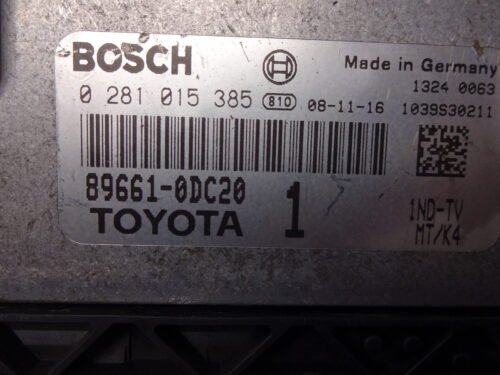 BOSCH Made in Germany
1324 0063
0 281 015 385 810 08-11-16 1039S30211
89661-0DC20 1 1ND-TV
TOYOTA MT/K4